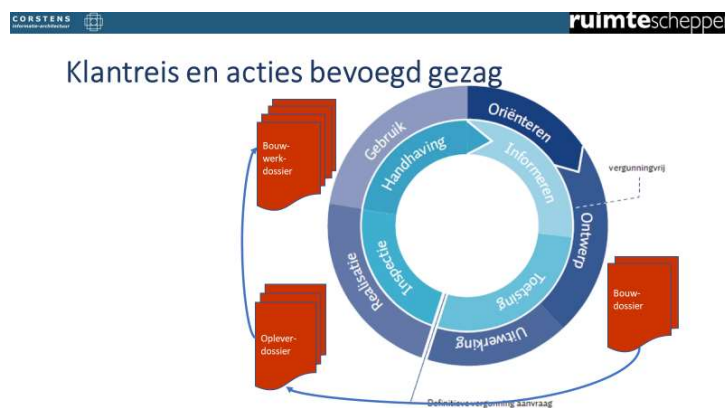 CORSTENS
informatie-architectuur
ruimteschepper
Klantreis en acties bevoegd gezag
Bouw-
werk-
dossier
Gebruik
Oriënteren
Handhaving
Informeren
vergunningvrij
Ontwerp
Realisatie
Inspectie
Toetsing
Uitwerking
Bouw-
dossier
Oplever-
dossier
Definitieve vergunning aanvraag